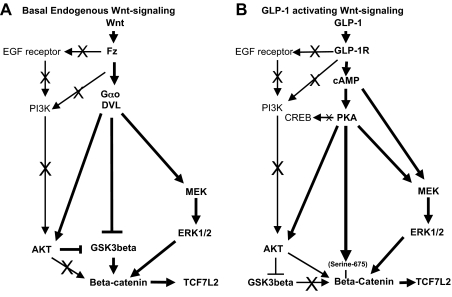 A Basal Endogenous Wnt-signaling
Wnt
EGF receptor
Fz
PI3K
Gαo
DVL
MEK
ERK1/2
AKT
GSK3beta
Beta-catenin
TCF7L2
B GLP-1 activating Wnt-signaling
GLP-1
EGF receptor
GLP-1R
cAMP
PI3K
CREB
PKA
MEK
ERK1/2
AKT
(Serine-675)
GSK3beta
Beta-Catenin
TCF7L2